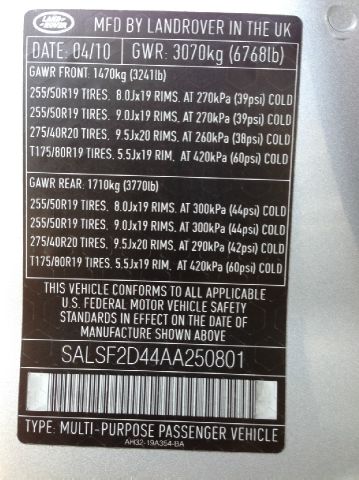 LAND
ROVER
MFD BY LANDROVER IN THE UK
DATE: 04/10 GWR: 3070kg (6768lb)
GAWR FRONT: 1470kg (3241lb)
255/50R19 TIRES. 8.0Jx19 RIMS. AT 270kPa (39psi) COLD
255/50R19 TIRES. 9.0Jx19 RIMS. AT 270kPa (39psi) COLD
275/40R20 TIRES. 9.5Jx20 RIMS. AT 260kPa (38psi) COLD
T175/80R19 TIRES. 5.5Jx19 RIM. AT 420kPa (60psi) COLD
GAWR REAR: 1710kg (3770lb)
255/50R19 TIRES. 8.0Jx19 RIMS. AT 300kPa (44psi) COLD
255/50R19 TIRES. 9.0Jx19 RIMS. AT 300kPa (44psi) COLD
275/40R20 TIRES. 9.5Jx20 RIMS. AT 290kPa (42psi) COLD
T175/80R19 TIRES. 5.5Jx19 RIM. AT 420kPa (60psi) COLD
THIS VEHICLE CONFORMS TO ALL APPLICABLE
U.S. FEDERAL MOTOR VEHICLE SAFETY
STANDARDS IN EFFECT ON THE DATE OF
MANUFACTURE SHOWN ABOVE.
SALSF2D44AA250801
TYPE: MULTI-PURPOSE PASSENGER VEHICLE
AH32-19A354-BA